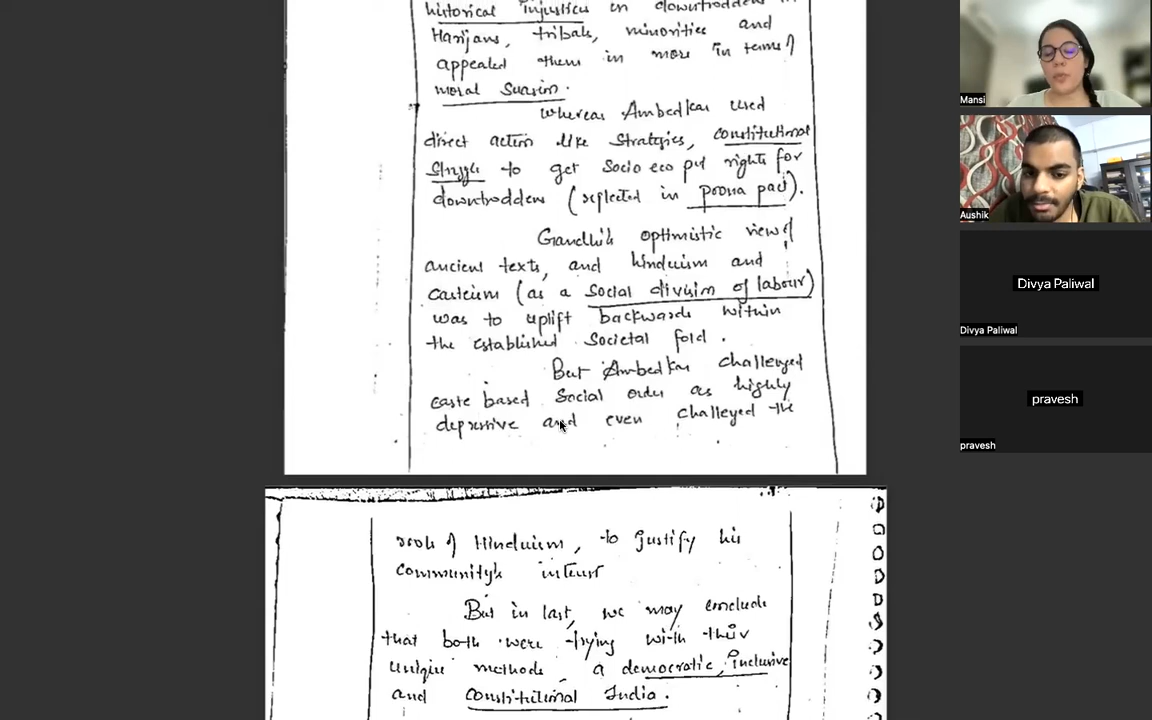 historical injustices in downtrodden in
Harijans, tribals, minorities and
appealed them in more in terms of
moral Suasion.
Whereas Ambedkar used
direct action like Strategies, constitutional
Struggle to get Socio eco pol rights for
downtrodden (reflected in poona pact).
Gandhi's optimistic view of
ancient texts, and hinduism and
casteism (as a Social division of labour)
was to uplift backwards within
the established Societal fold.
But Ambedkar challenged
caste based Social order as highly
depressive and even challenged the
roots of Hinduism, to justify his
community's interest
But in last, we may conclude
that both were trying with their
unique methods, a democratic, inclusive
and Constitutional India.
Mansi
Aushik
Divya Paliwal
Divya Paliwal
pravesh
pravesh